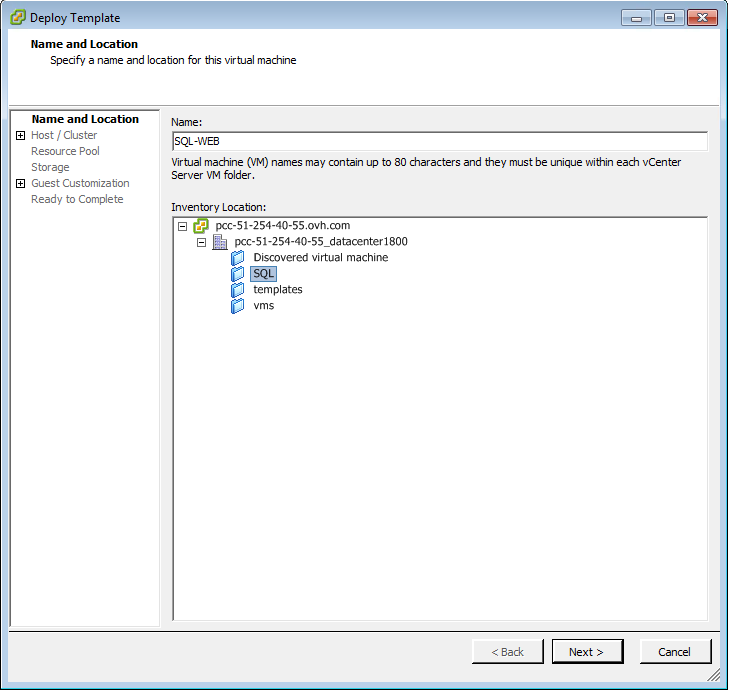 Deploy Template
Name and Location
Specify a name and location for this virtual machine
Name and Location
Host / Cluster
Resource Pool
Storage
Guest Customization
Ready to Complete
Name:
SQL-WEB
Virtual machine (VM) names may contain up to 80 characters and they must be unique within each vCenter
Server VM folder.
Inventory Location:
pcc-51-254-40-55.ovh.com
pcc-51-254-40-55_datacenter1800
Discovered virtual machine
SQL
templates
vms
< Back
Next >
Cancel